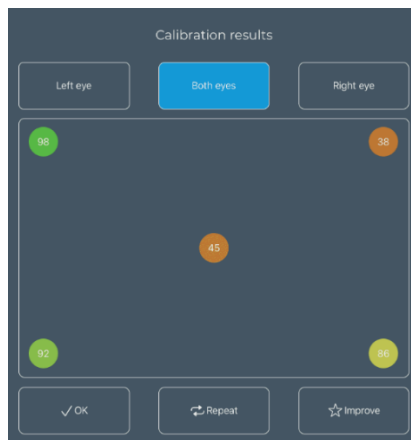 Calibration results
Left eye
Both eyes
Right eye
98
38
45
92
86
OK
Repeat
Improve